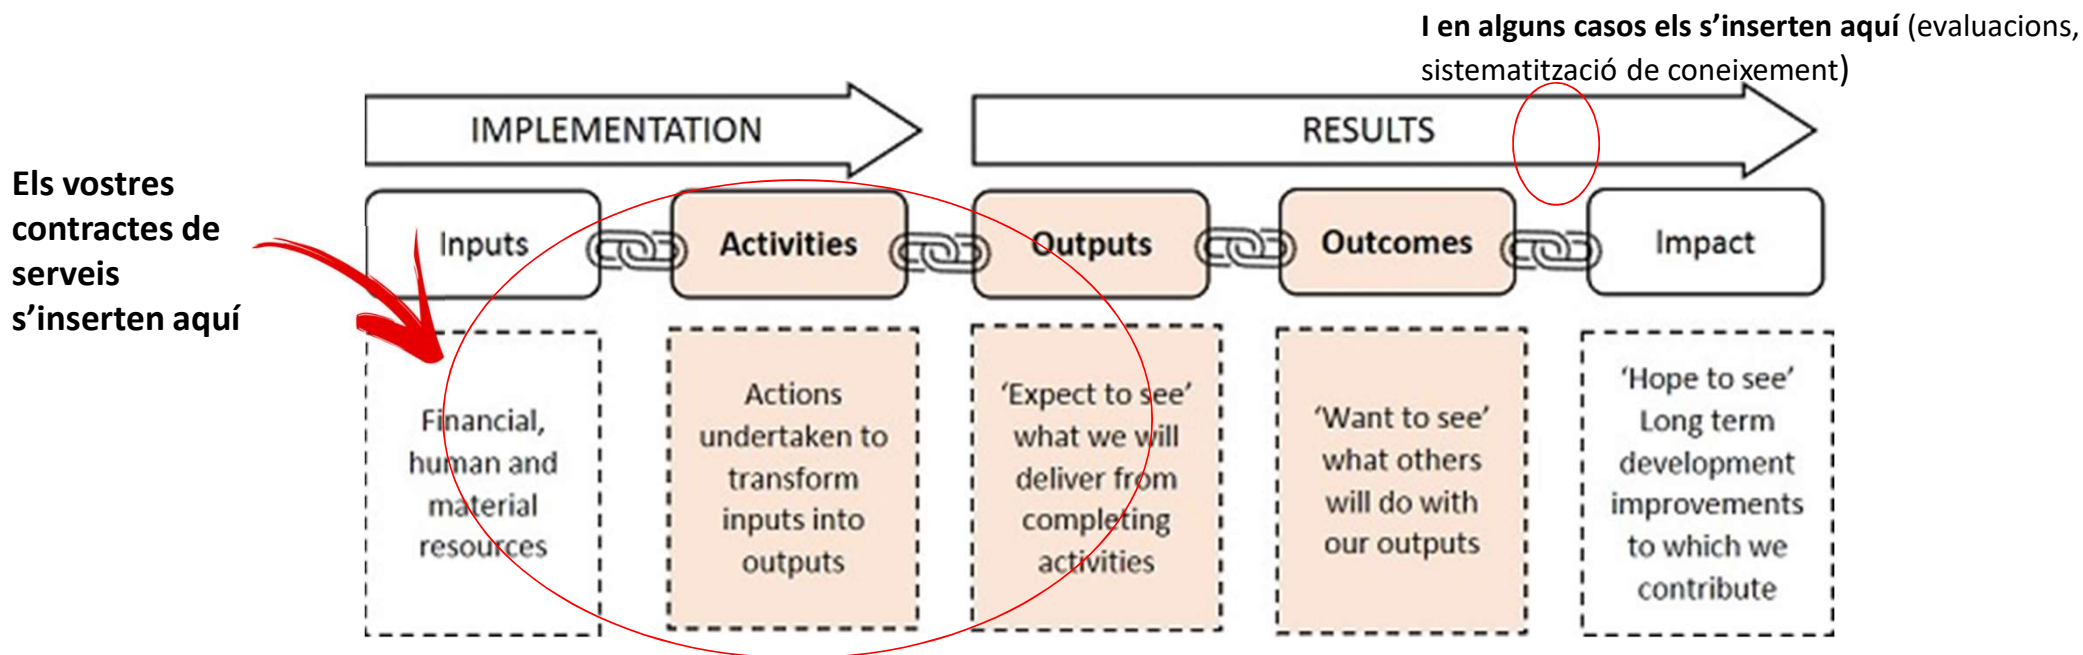 I en alguns casos els s’inserten aquí (evaluacions,
sistematització de coneixement)
IMPLEMENTATION
RESULTS
Els vostres
contractes de
serveis
s’inserten aquí
Inputs
Activities
Outputs
Outcomes
Impact
Financial,
human and
material
resources
Actions
undertaken to
transform
inputs into
outputs
‘Expect to see’
what we will
deliver from
completing
activities
‘Want to see’
what others
will do with
our outputs
‘Hope to see’
Long term
development
improvements
to which we
contribute